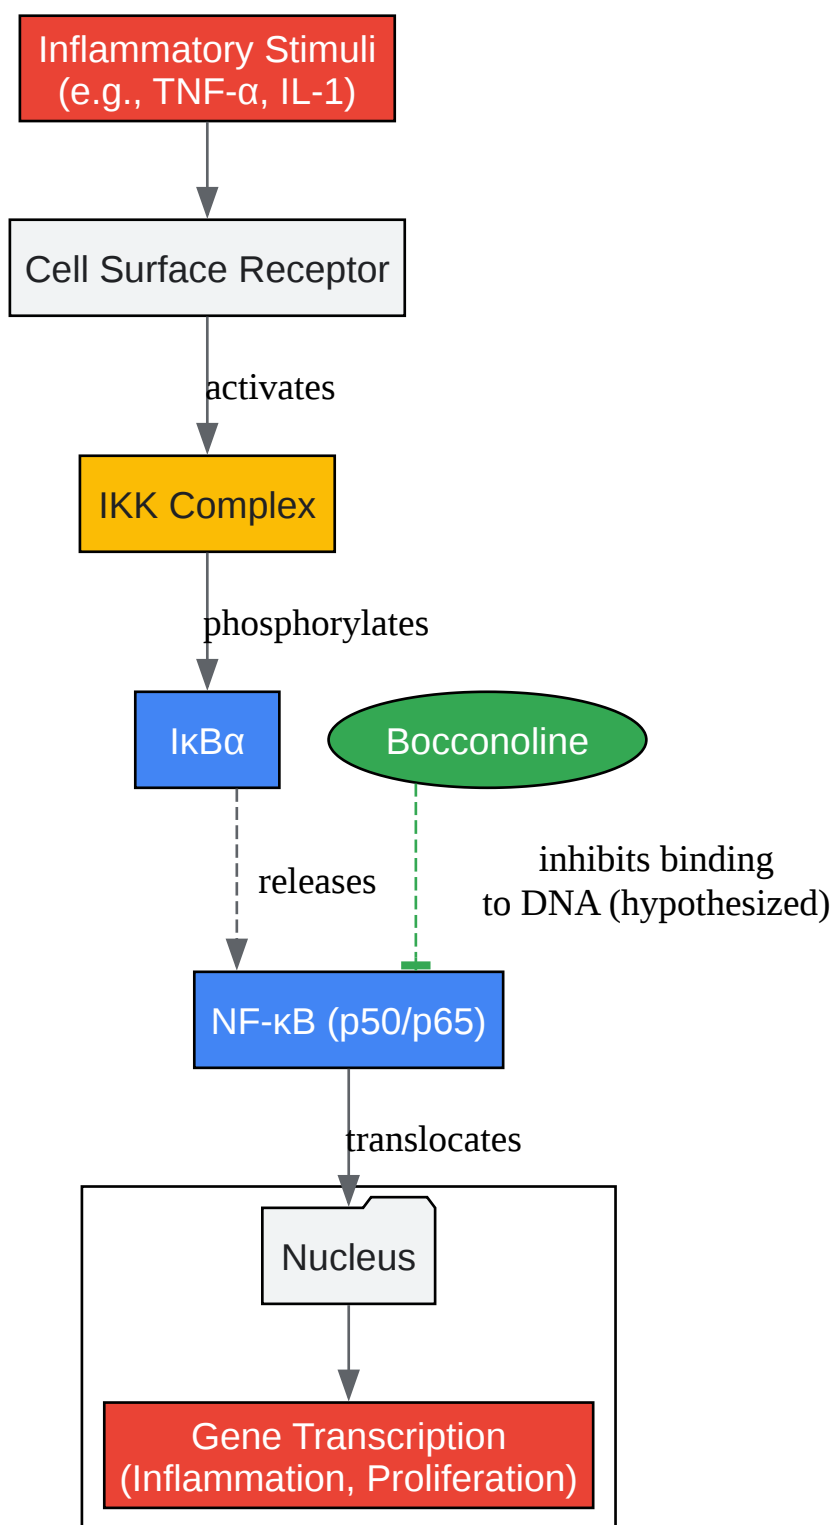 Inflammatory Stimuli
(e.g., TNF-α, IL-1)
Cell Surface Receptor
activates
IKK Complex
phosphorylates
IκBα
Bocconoline
releases
inhibits binding
to DNA (hypothesized)
NF-κB (p50/p65)
translocates
Nucleus
Gene Transcription
(Inflammation, Proliferation)